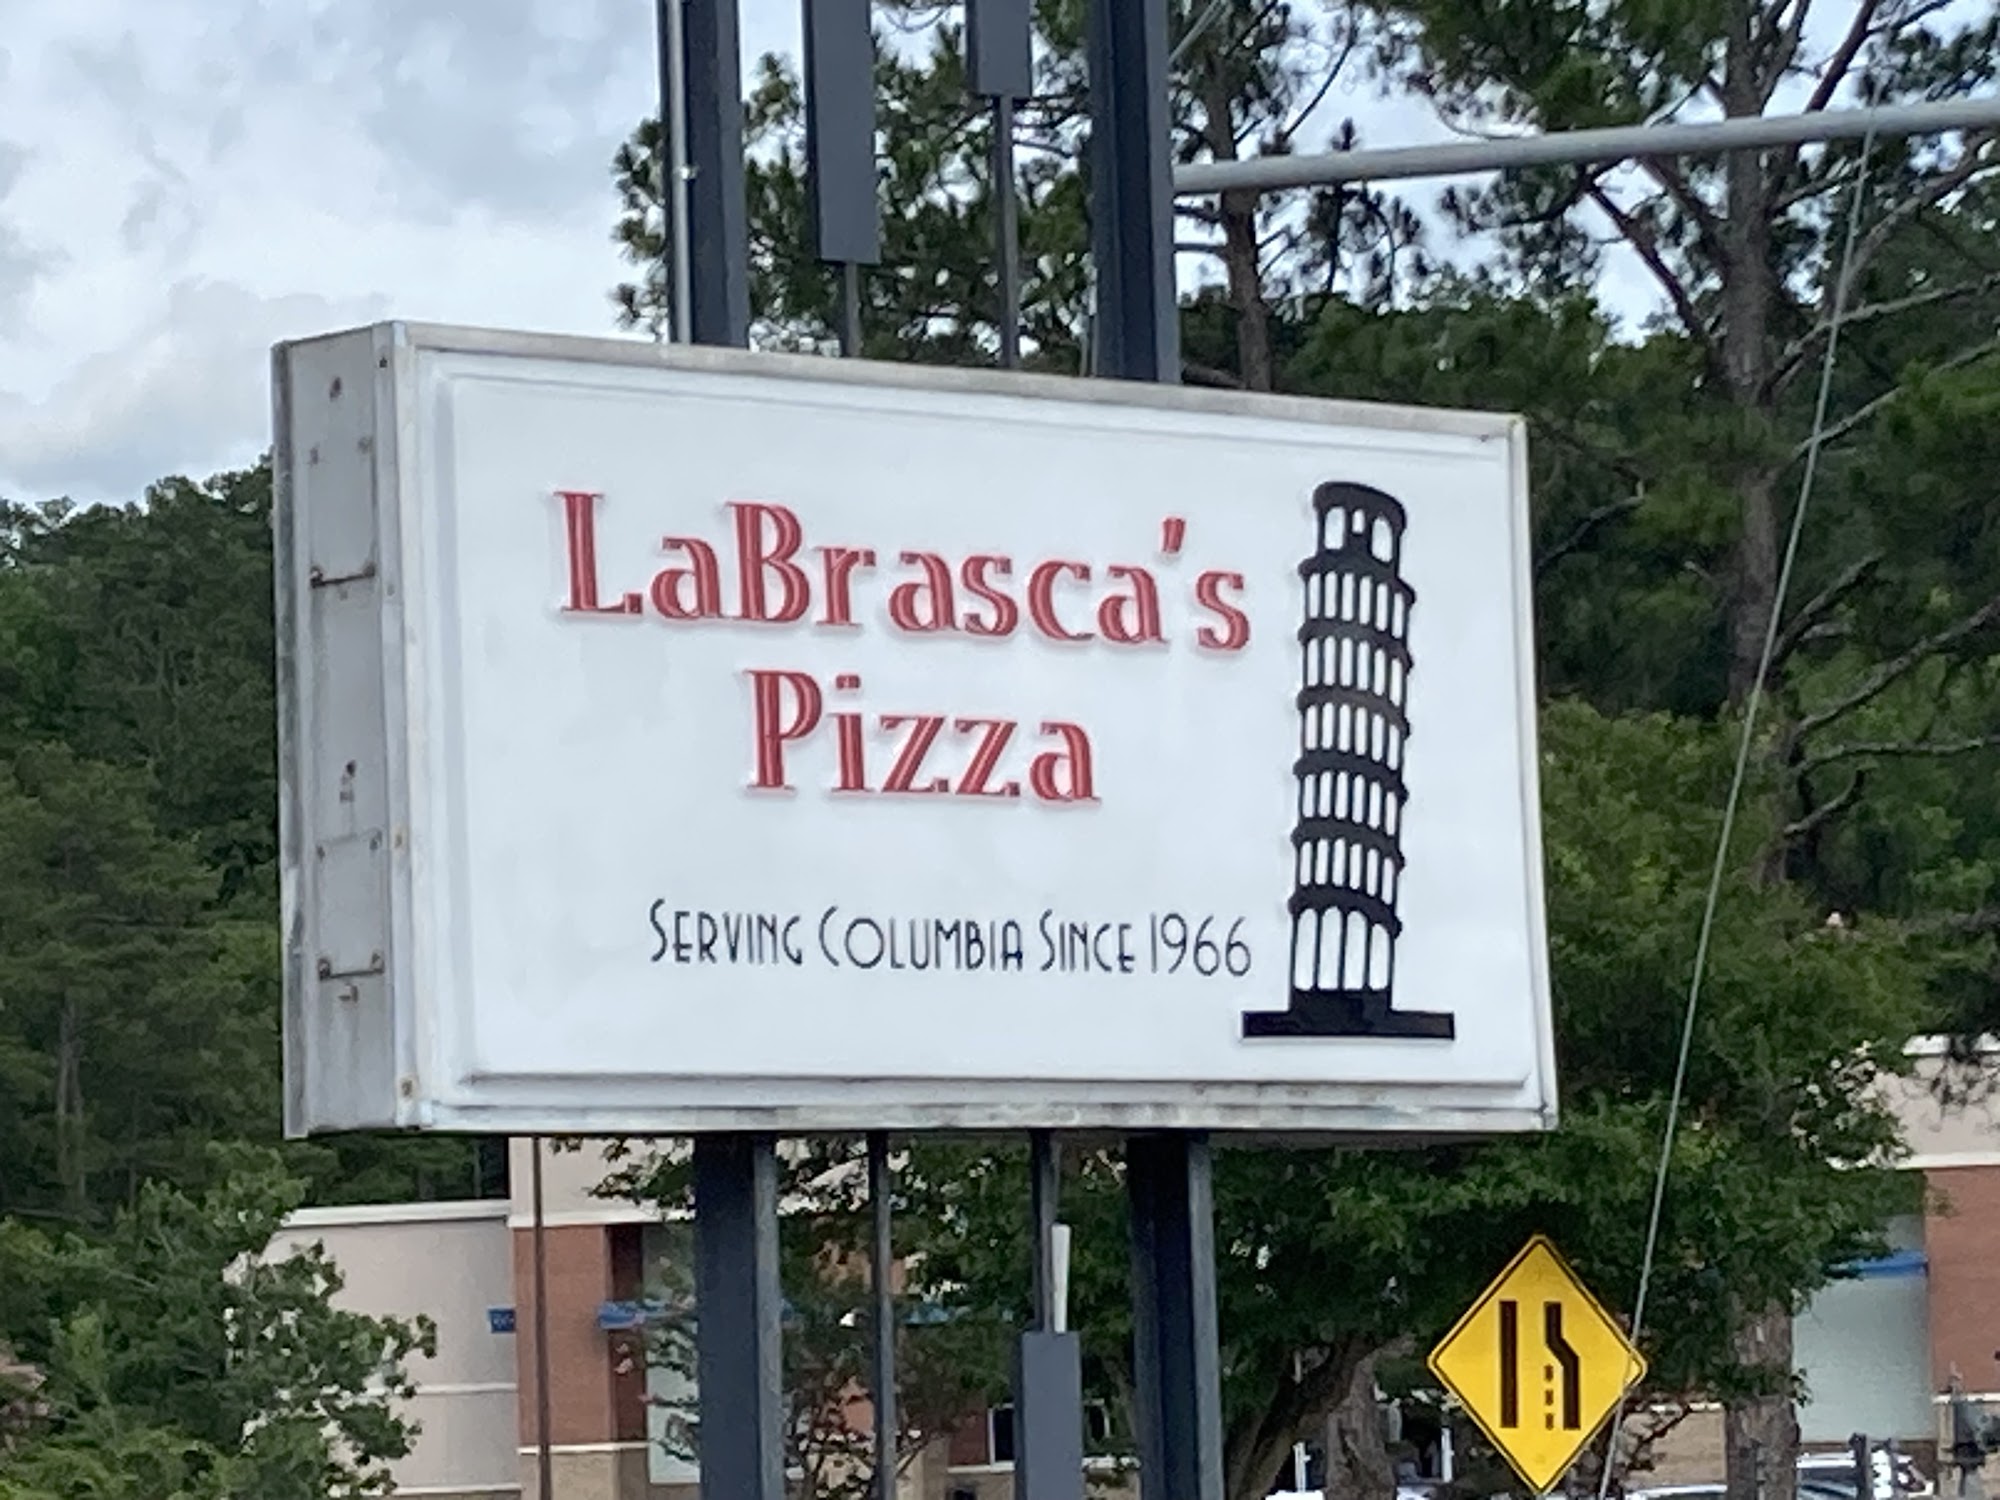 LaBrasca's
Pizza
SERVING COLUMBIA SINCE 1966